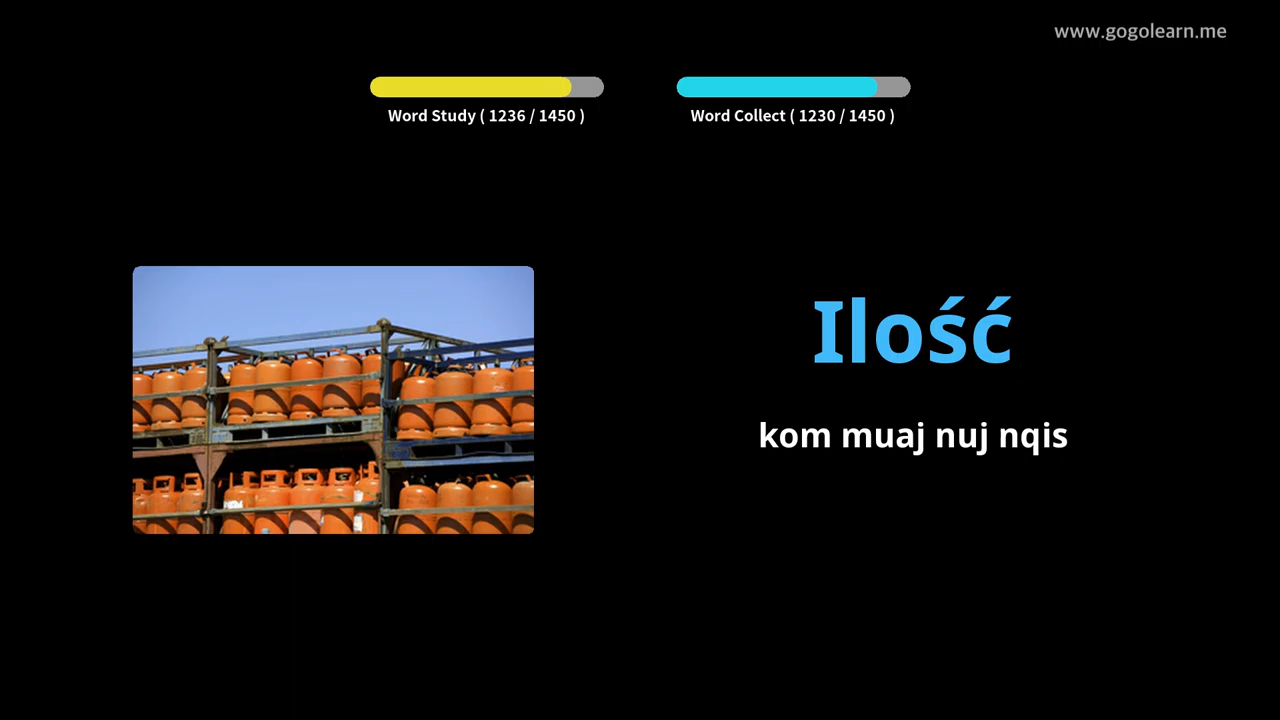 www.gogolearn.me
Word Study ( 1236 / 1450 )
Word Collect ( 1230 / 1450 )
Ilość
kom muaj nuj nqis